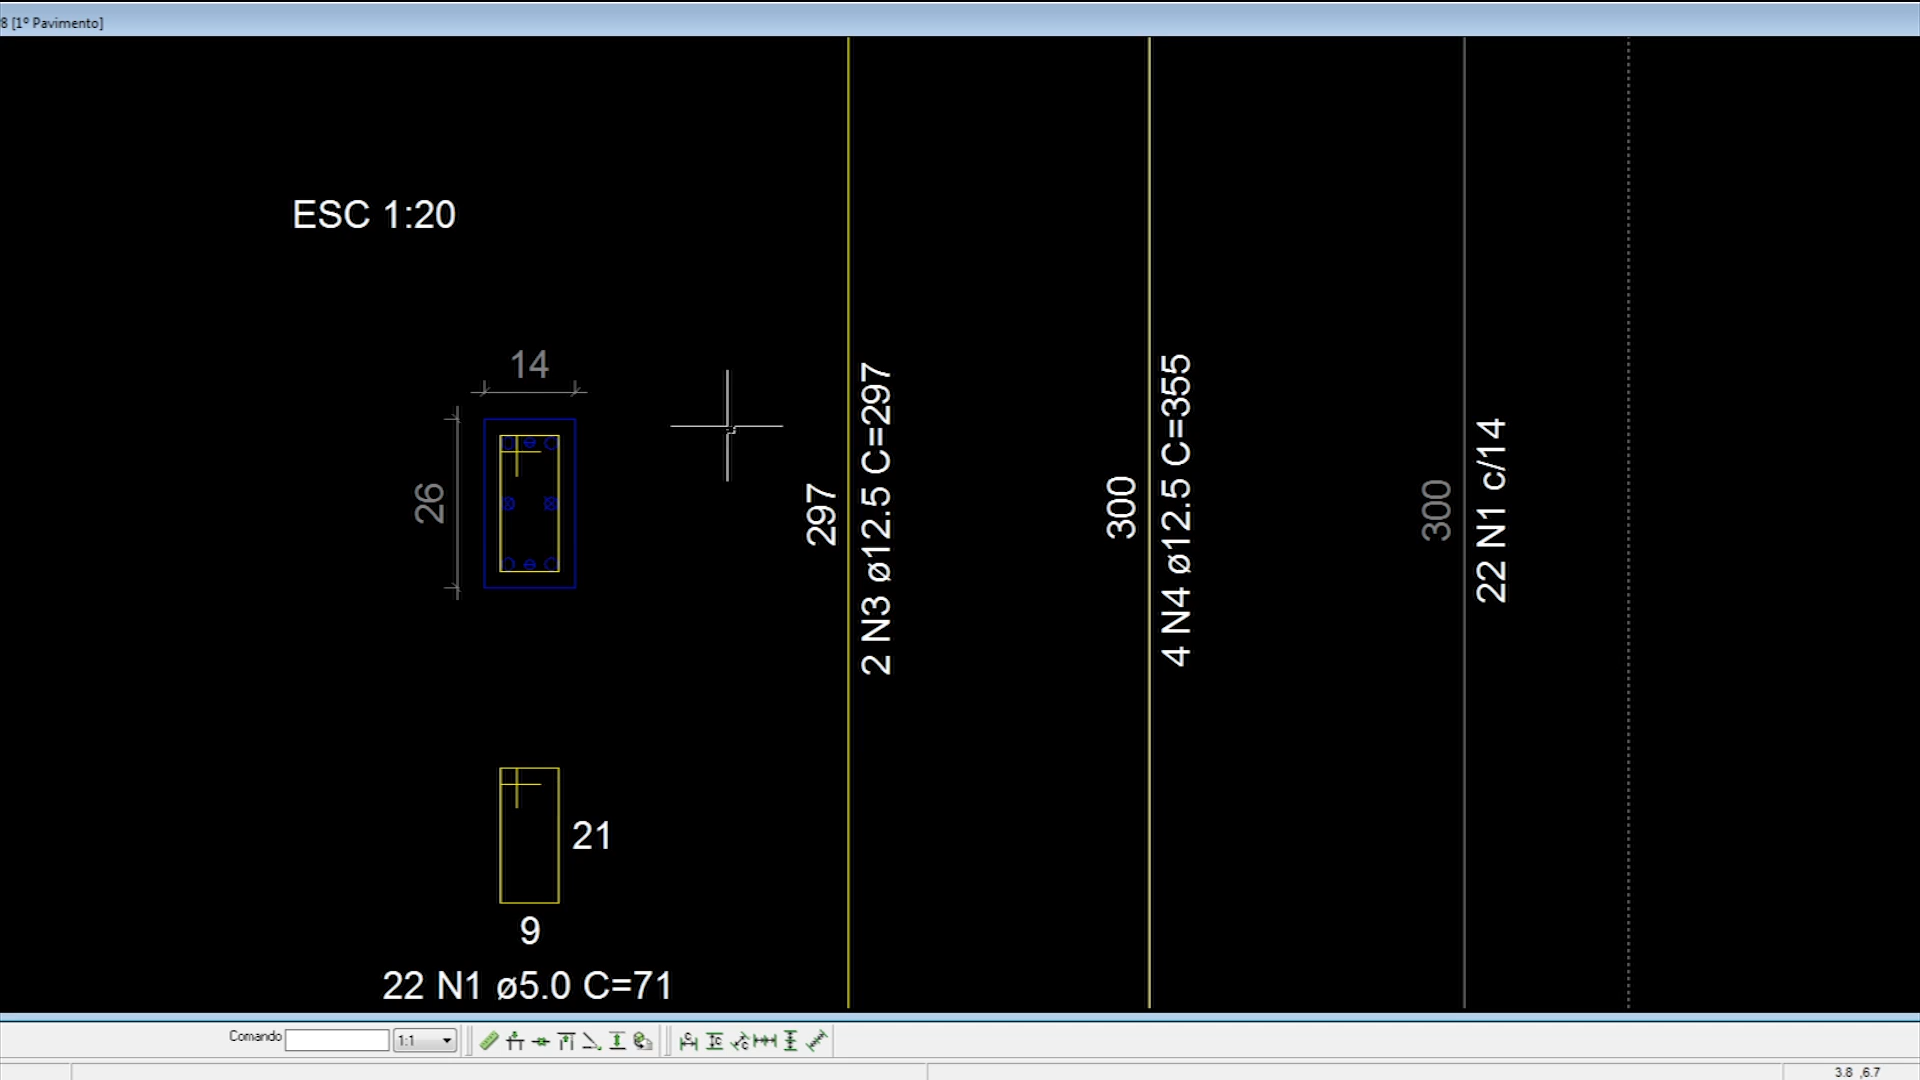 8 [1º Pavimento]
ESC 1:20
14
26
297
2 N3 ø12.5 C=297
300
4 N4 ø12.5 C=355
300
22 N1 c/14
21
9
22 N1 ø5.0 C=71
Comando
1:1
3.8 ,6.7